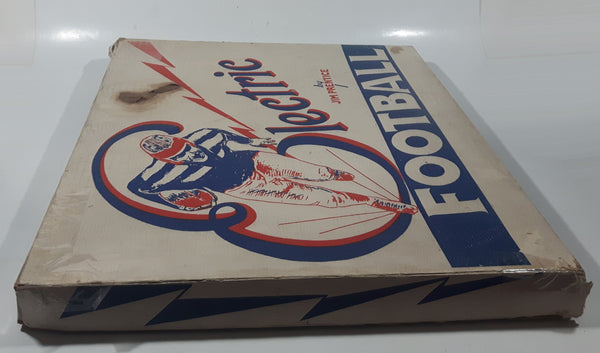 Electric
by
JIM PRENTICE
FOOTBALL